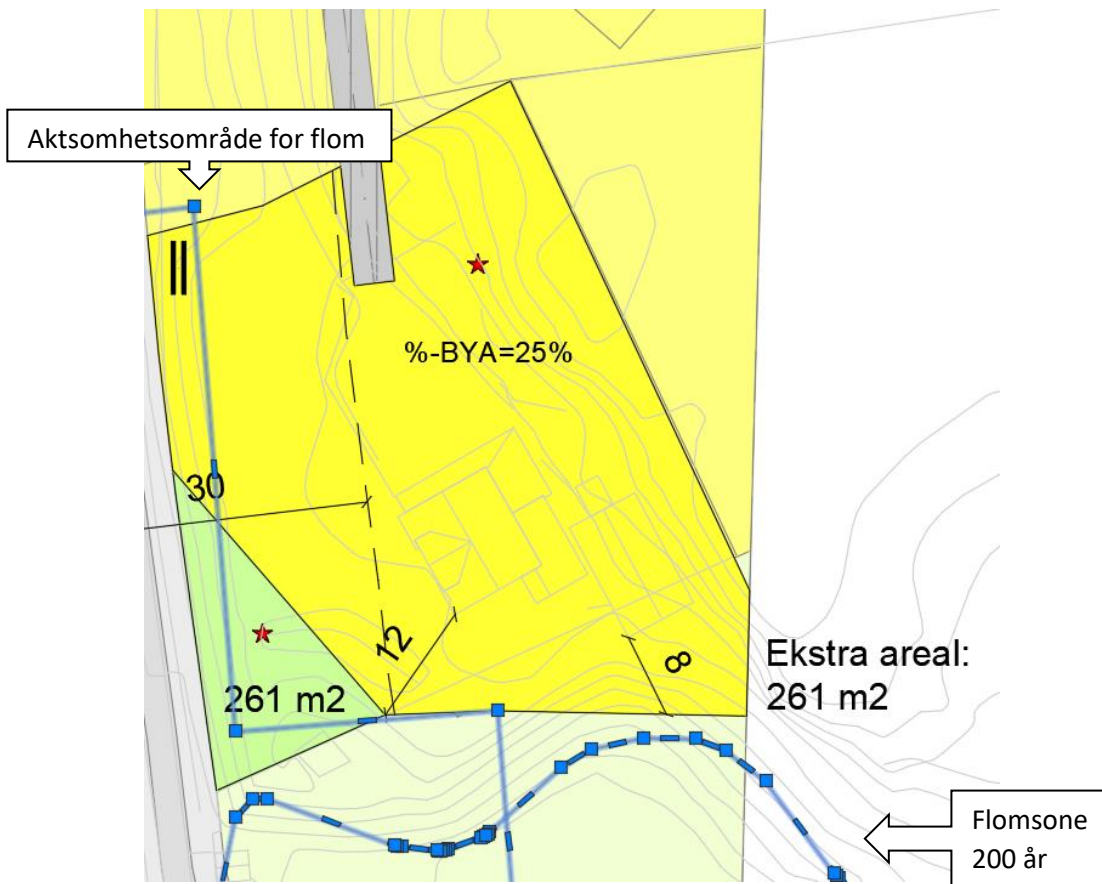 Aktsomhetsområde for flom
%-BYA=25%
30
12
8
261 m2
Ekstra areal:
261 m2
Flomsone
200 år